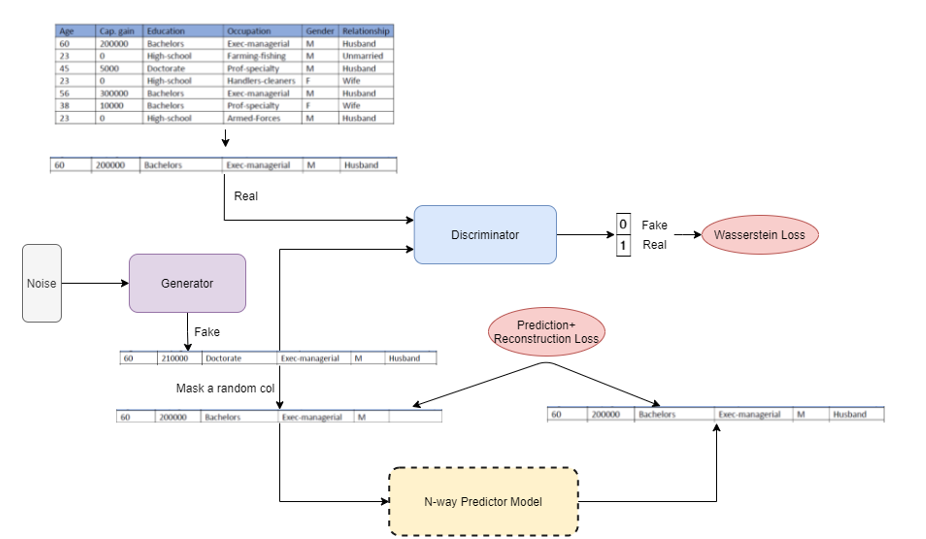 Age Cap. gain Education Occupation Gender Relationship
60 200000 Bachelors Exec-managerial M Husband
23 0 High-school Farming-fishing M Unmarried
45 5000 Doctorate Prof-specialty M Husband
23 0 High-school Handlers-cleaners F Wife
56 300000 Bachelors Exec-managerial M Husband
38 10000 Bachelors Prof-specialty F Wife
23 0 High-school Armed-Forces M Husband
60 200000 Bachelors Exec-managerial M Husband
Real
Discriminator
0 Fake
1 Real
Wasserstein Loss
Noise
Generator
Fake
Prediction+
Reconstruction Loss
60 210000 Doctorate Exec-managerial M Husband
Mask a random col
60 200000 Bachelors Exec-managerial M
60 200000 Bachelors Exec-managerial M Husband
N-way Predictor Model